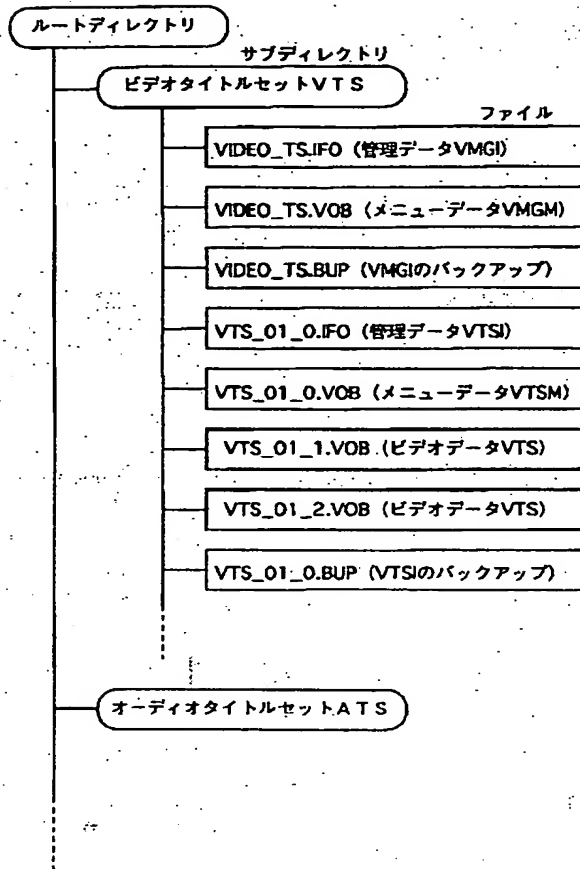 ルートディレクトリ
サブディレクトリ
ビデオタイトルセットVTS
ファイル
VIDEO_TS.IFO（管理データVMGI）
VIDEO_TS.VOB（メニューデータVMGM）
VIDEO_TS.BUP（VMGIのバックアップ）
VTS_01_0.IFO（管理データVTSI）
VTS_01_0.VOB（メニューデータVTSM）
VTS_01_1.VOB（ビデオデータVTS）
VTS_01_2.VOB（ビデオデータVTS）
VTS_01_0.BUP（VTSIのバックアップ）
オーディオタイトルセットATS